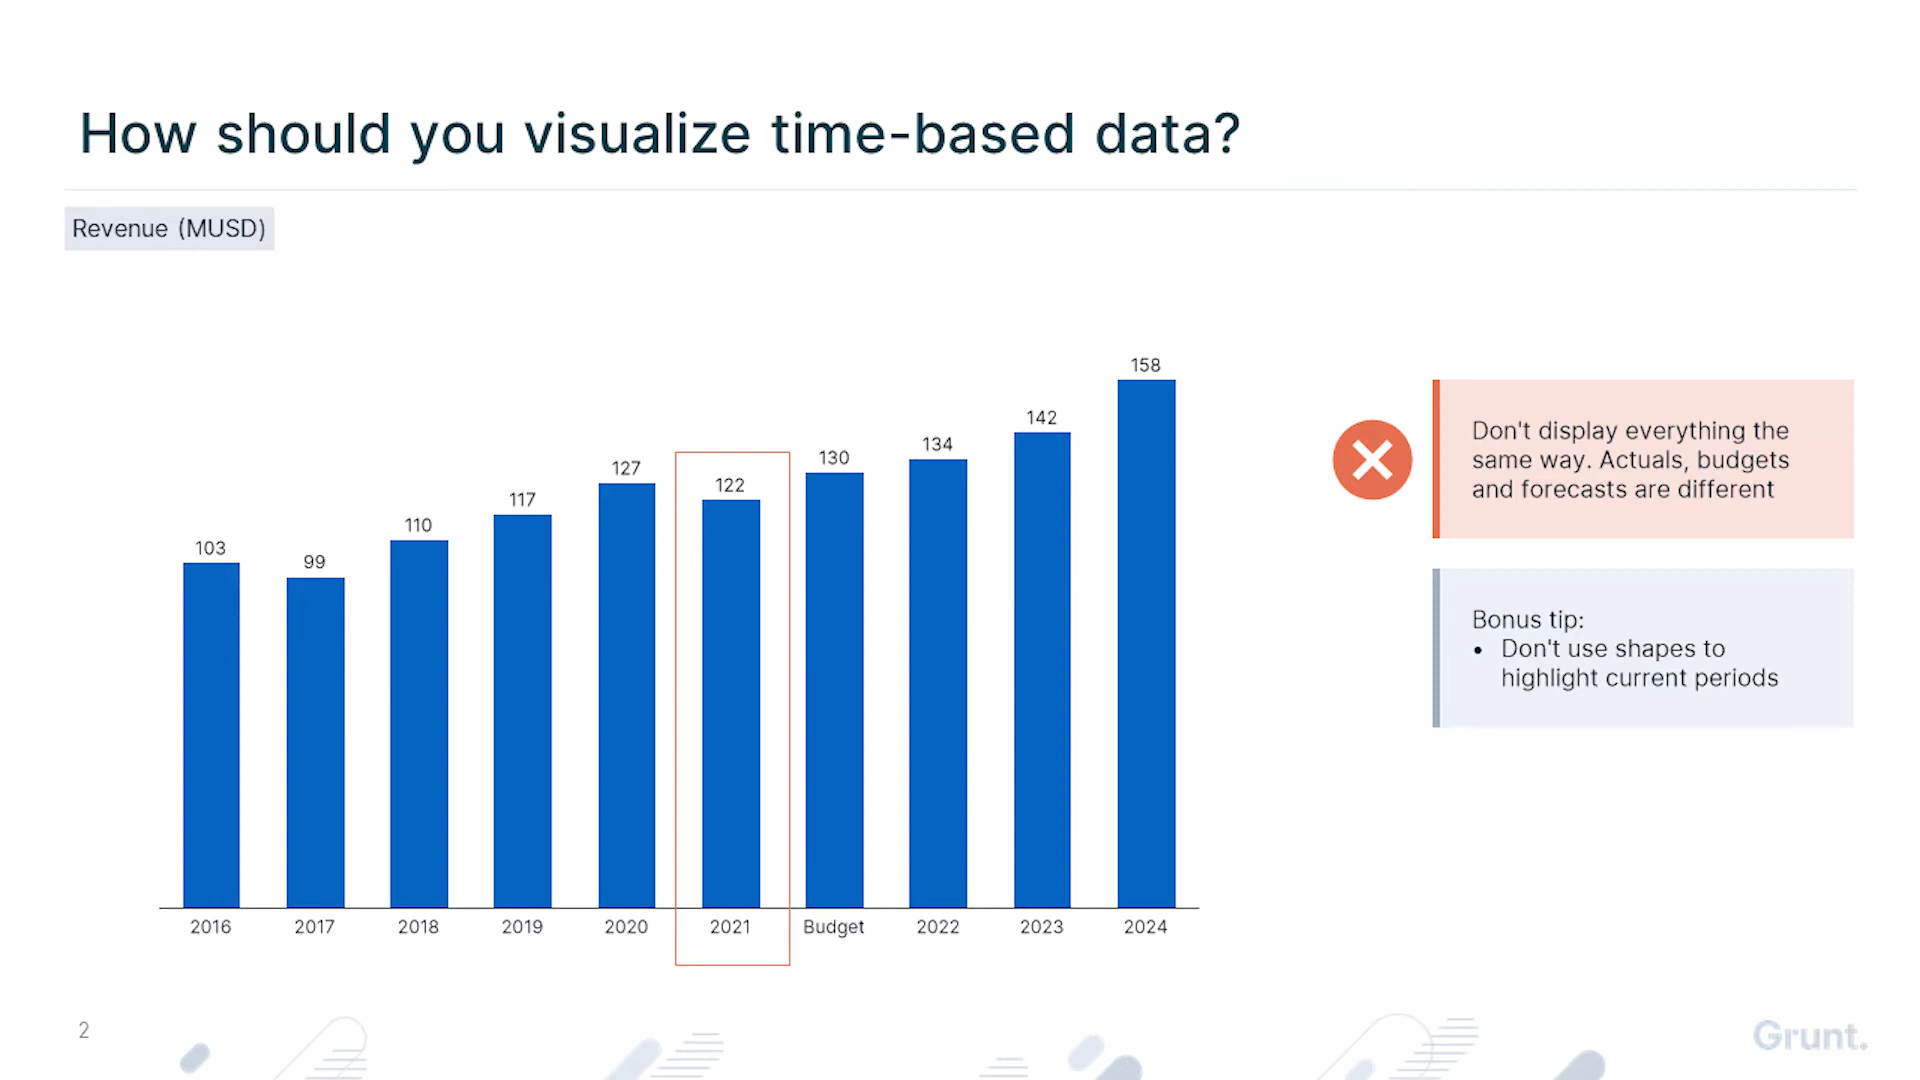 How should you visualize time-based data?
Revenue (MUSD)
103
99
110
117
127
122
130
134
142
158
2016
2017
2018
2019
2020
2021
Budget
2022
2023
2024
Don't display everything the
same way. Actuals, budgets
and forecasts are different
Bonus tip:
• Don't use shapes to
highlight current periods
2
Grunt.